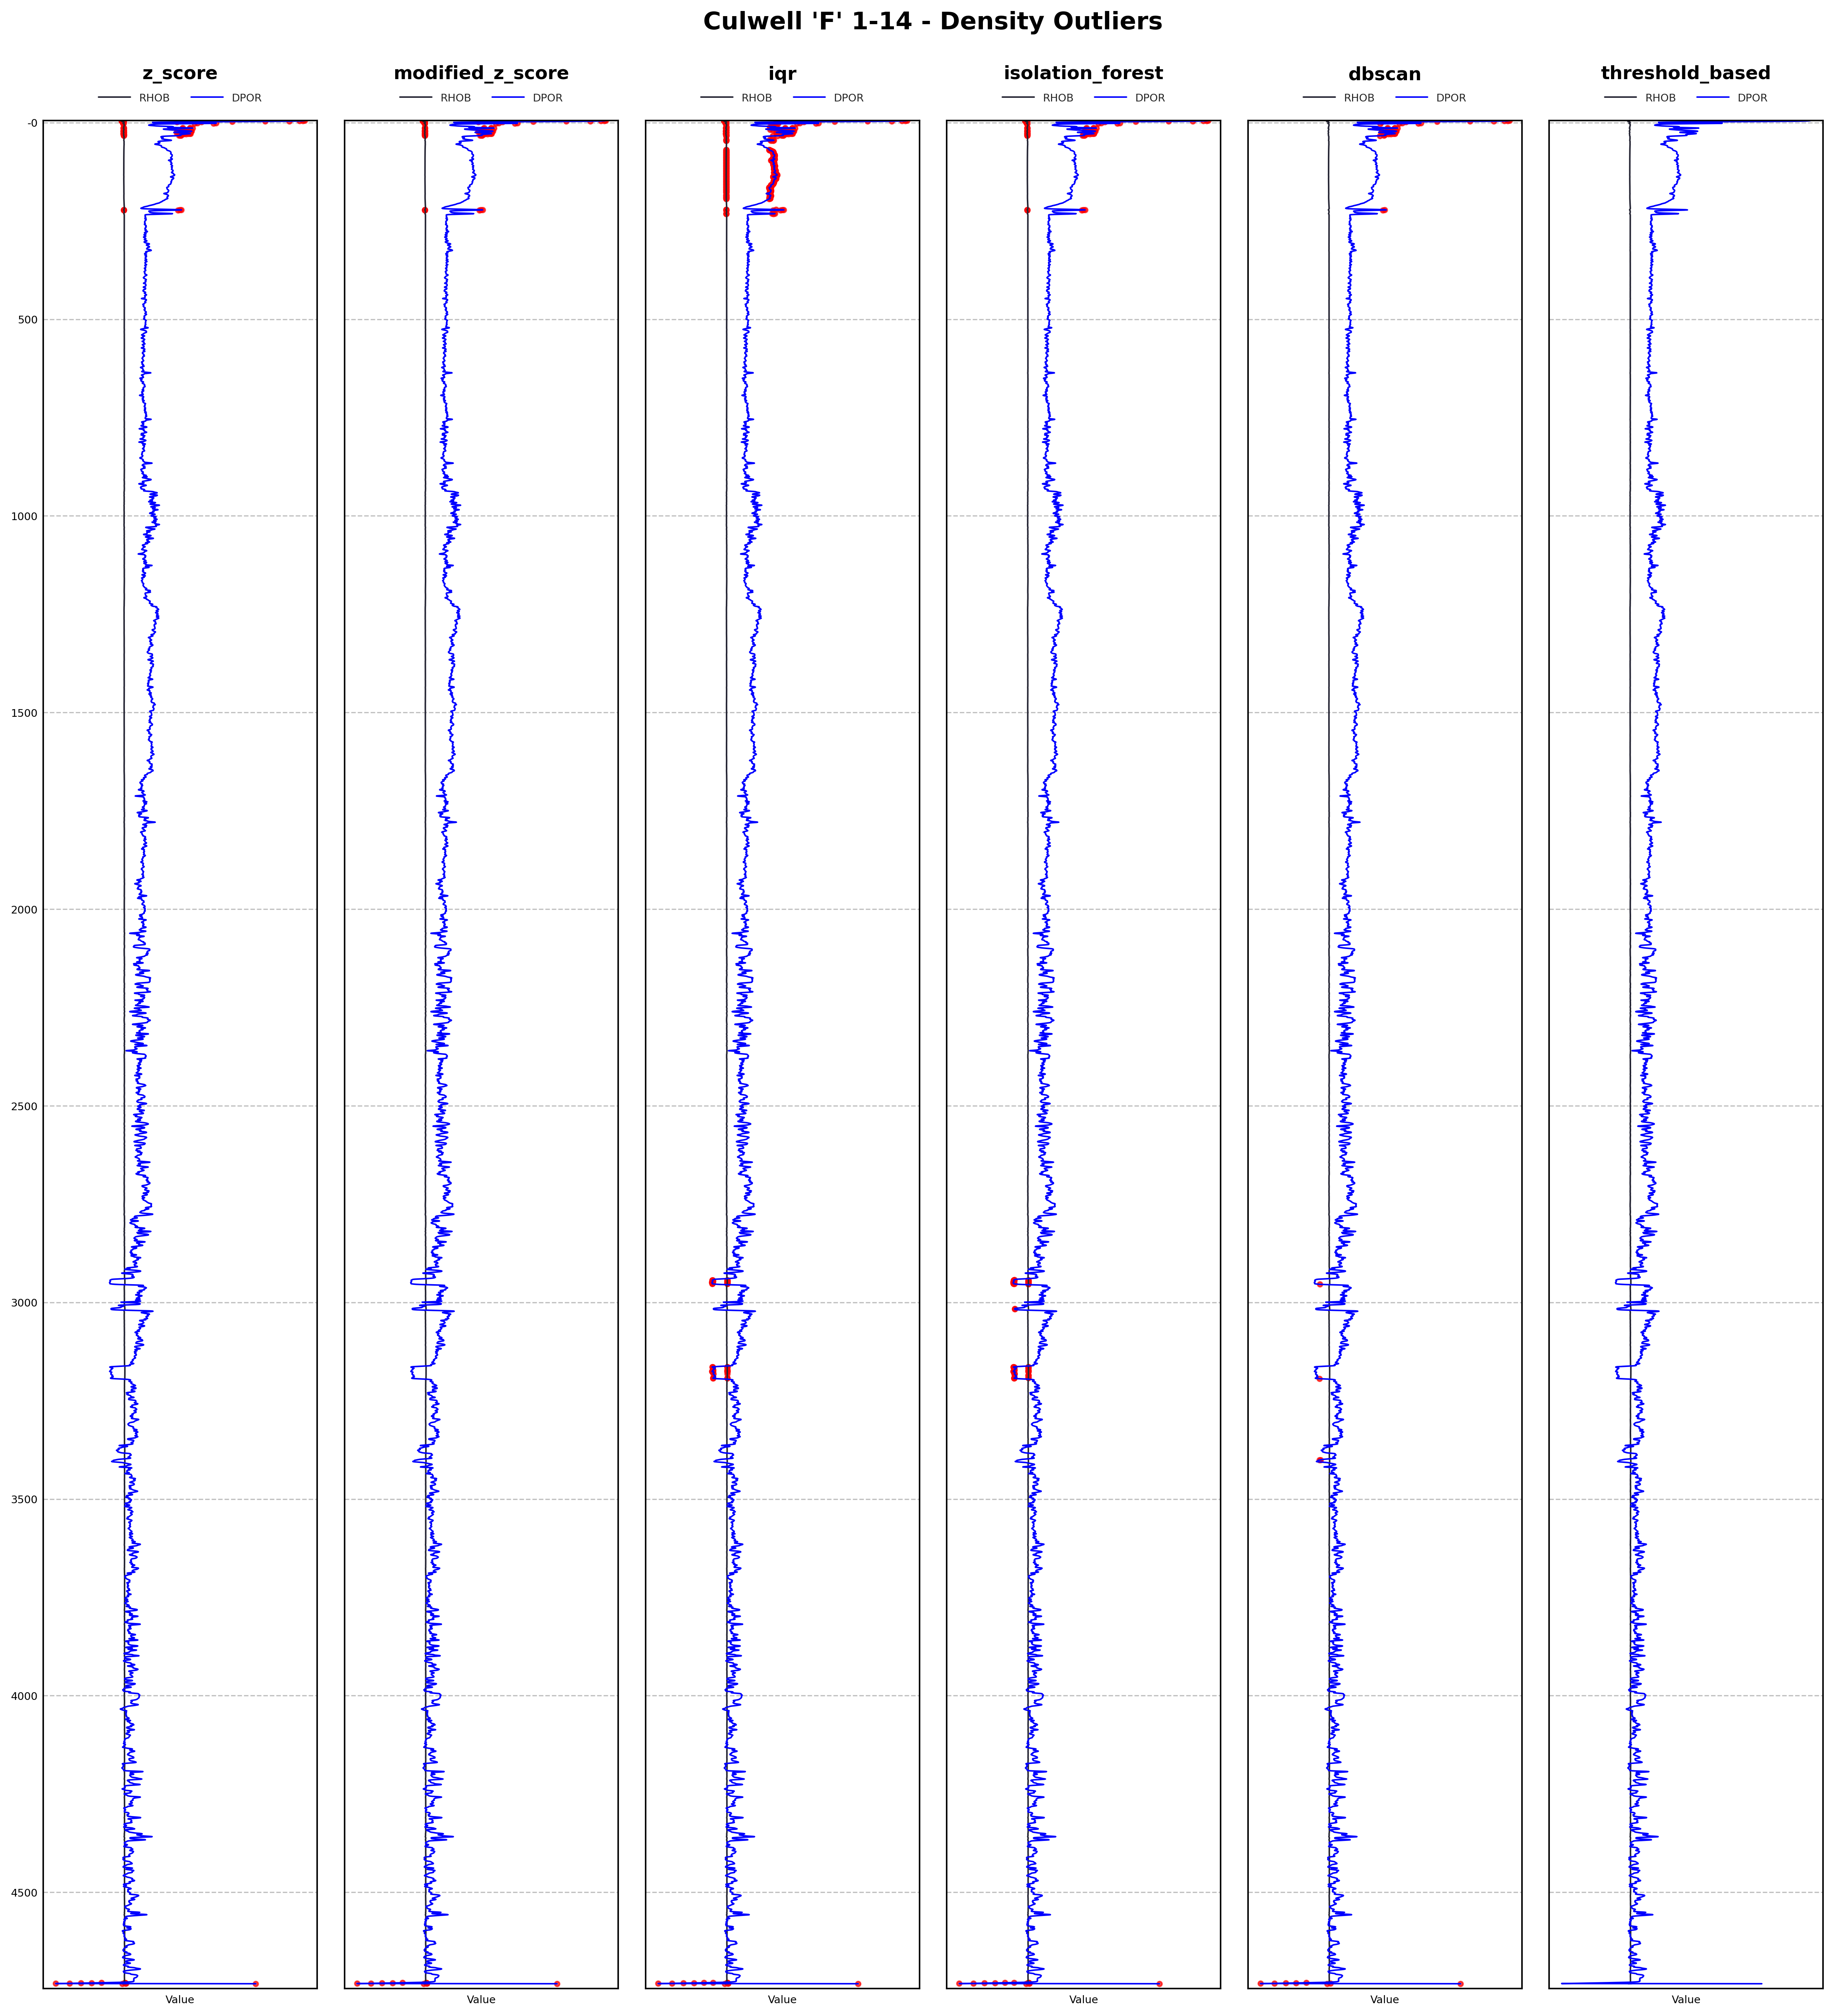 Culwell 'F' 1-14 - Density Outliers
z_score modified_z_score iqr isolation_forest dbscan threshold_based
RHOB DPOR RHOB DPOR RHOB DPOR RHOB DPOR RHOB DPOR RHOB DPOR
-0
500
1000
1500
2000
2500
3000
3500
4000
4500
Value Value Value Value Value Value